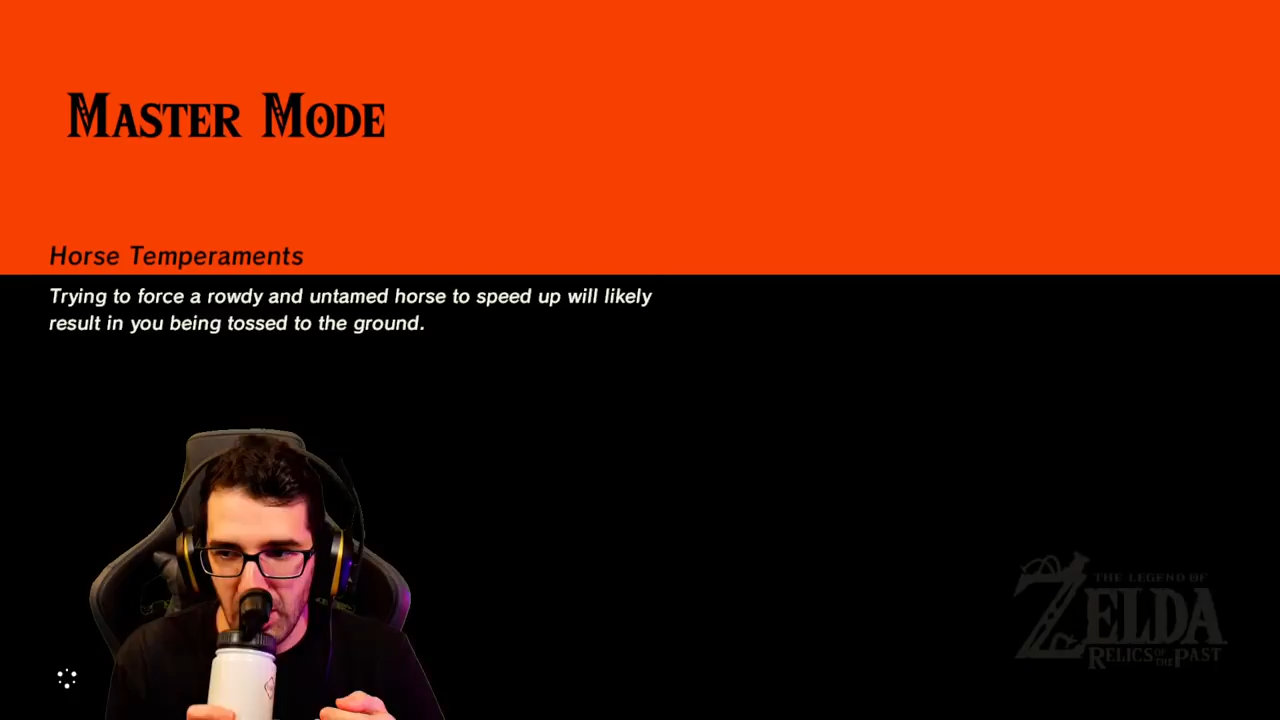 Master Mode
Horse Temperaments
Trying to force a rowdy and untamed horse to speed up will likely
result in you being tossed to the ground.
THE LEGEND OF
ZELDA
RELICS OF THE PAST